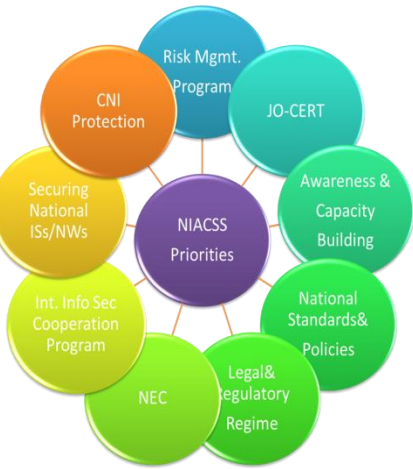 Risk Mgmt.
Program
JO-CERT
Awareness &
Capacity
Building
National
Standards&
Policies
Legal&
Regulatory
Regime
NEC
Int. Info Sec
Cooperation
Program
Securing
National
ISs/NWs
CNI
Protection
NIACSS
Priorities